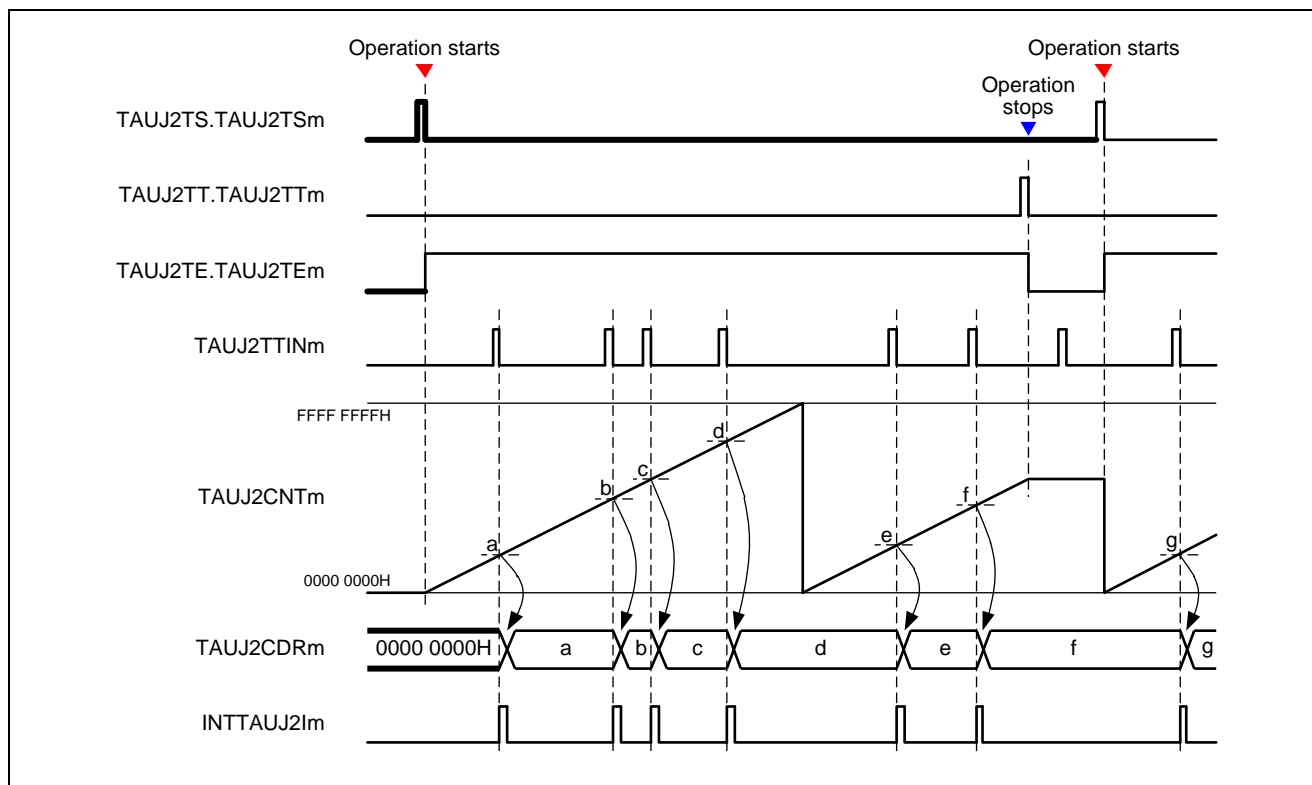 Operation starts
Operation starts
Operation
stops
TAUJ2TS.TAUJ2TSm
TAUJ2TT.TAUJ2TTm
TAUJ2TE.TAUJ2TEm
TAUJ2TTINm
FFFF FFFFH
TAUJ2CNTm
a
b
c
d
e
f
g
0000 0000H
TAUJ2CDRm
0000 0000H
a
b
c
d
e
f
g
INTTAUJ2Im